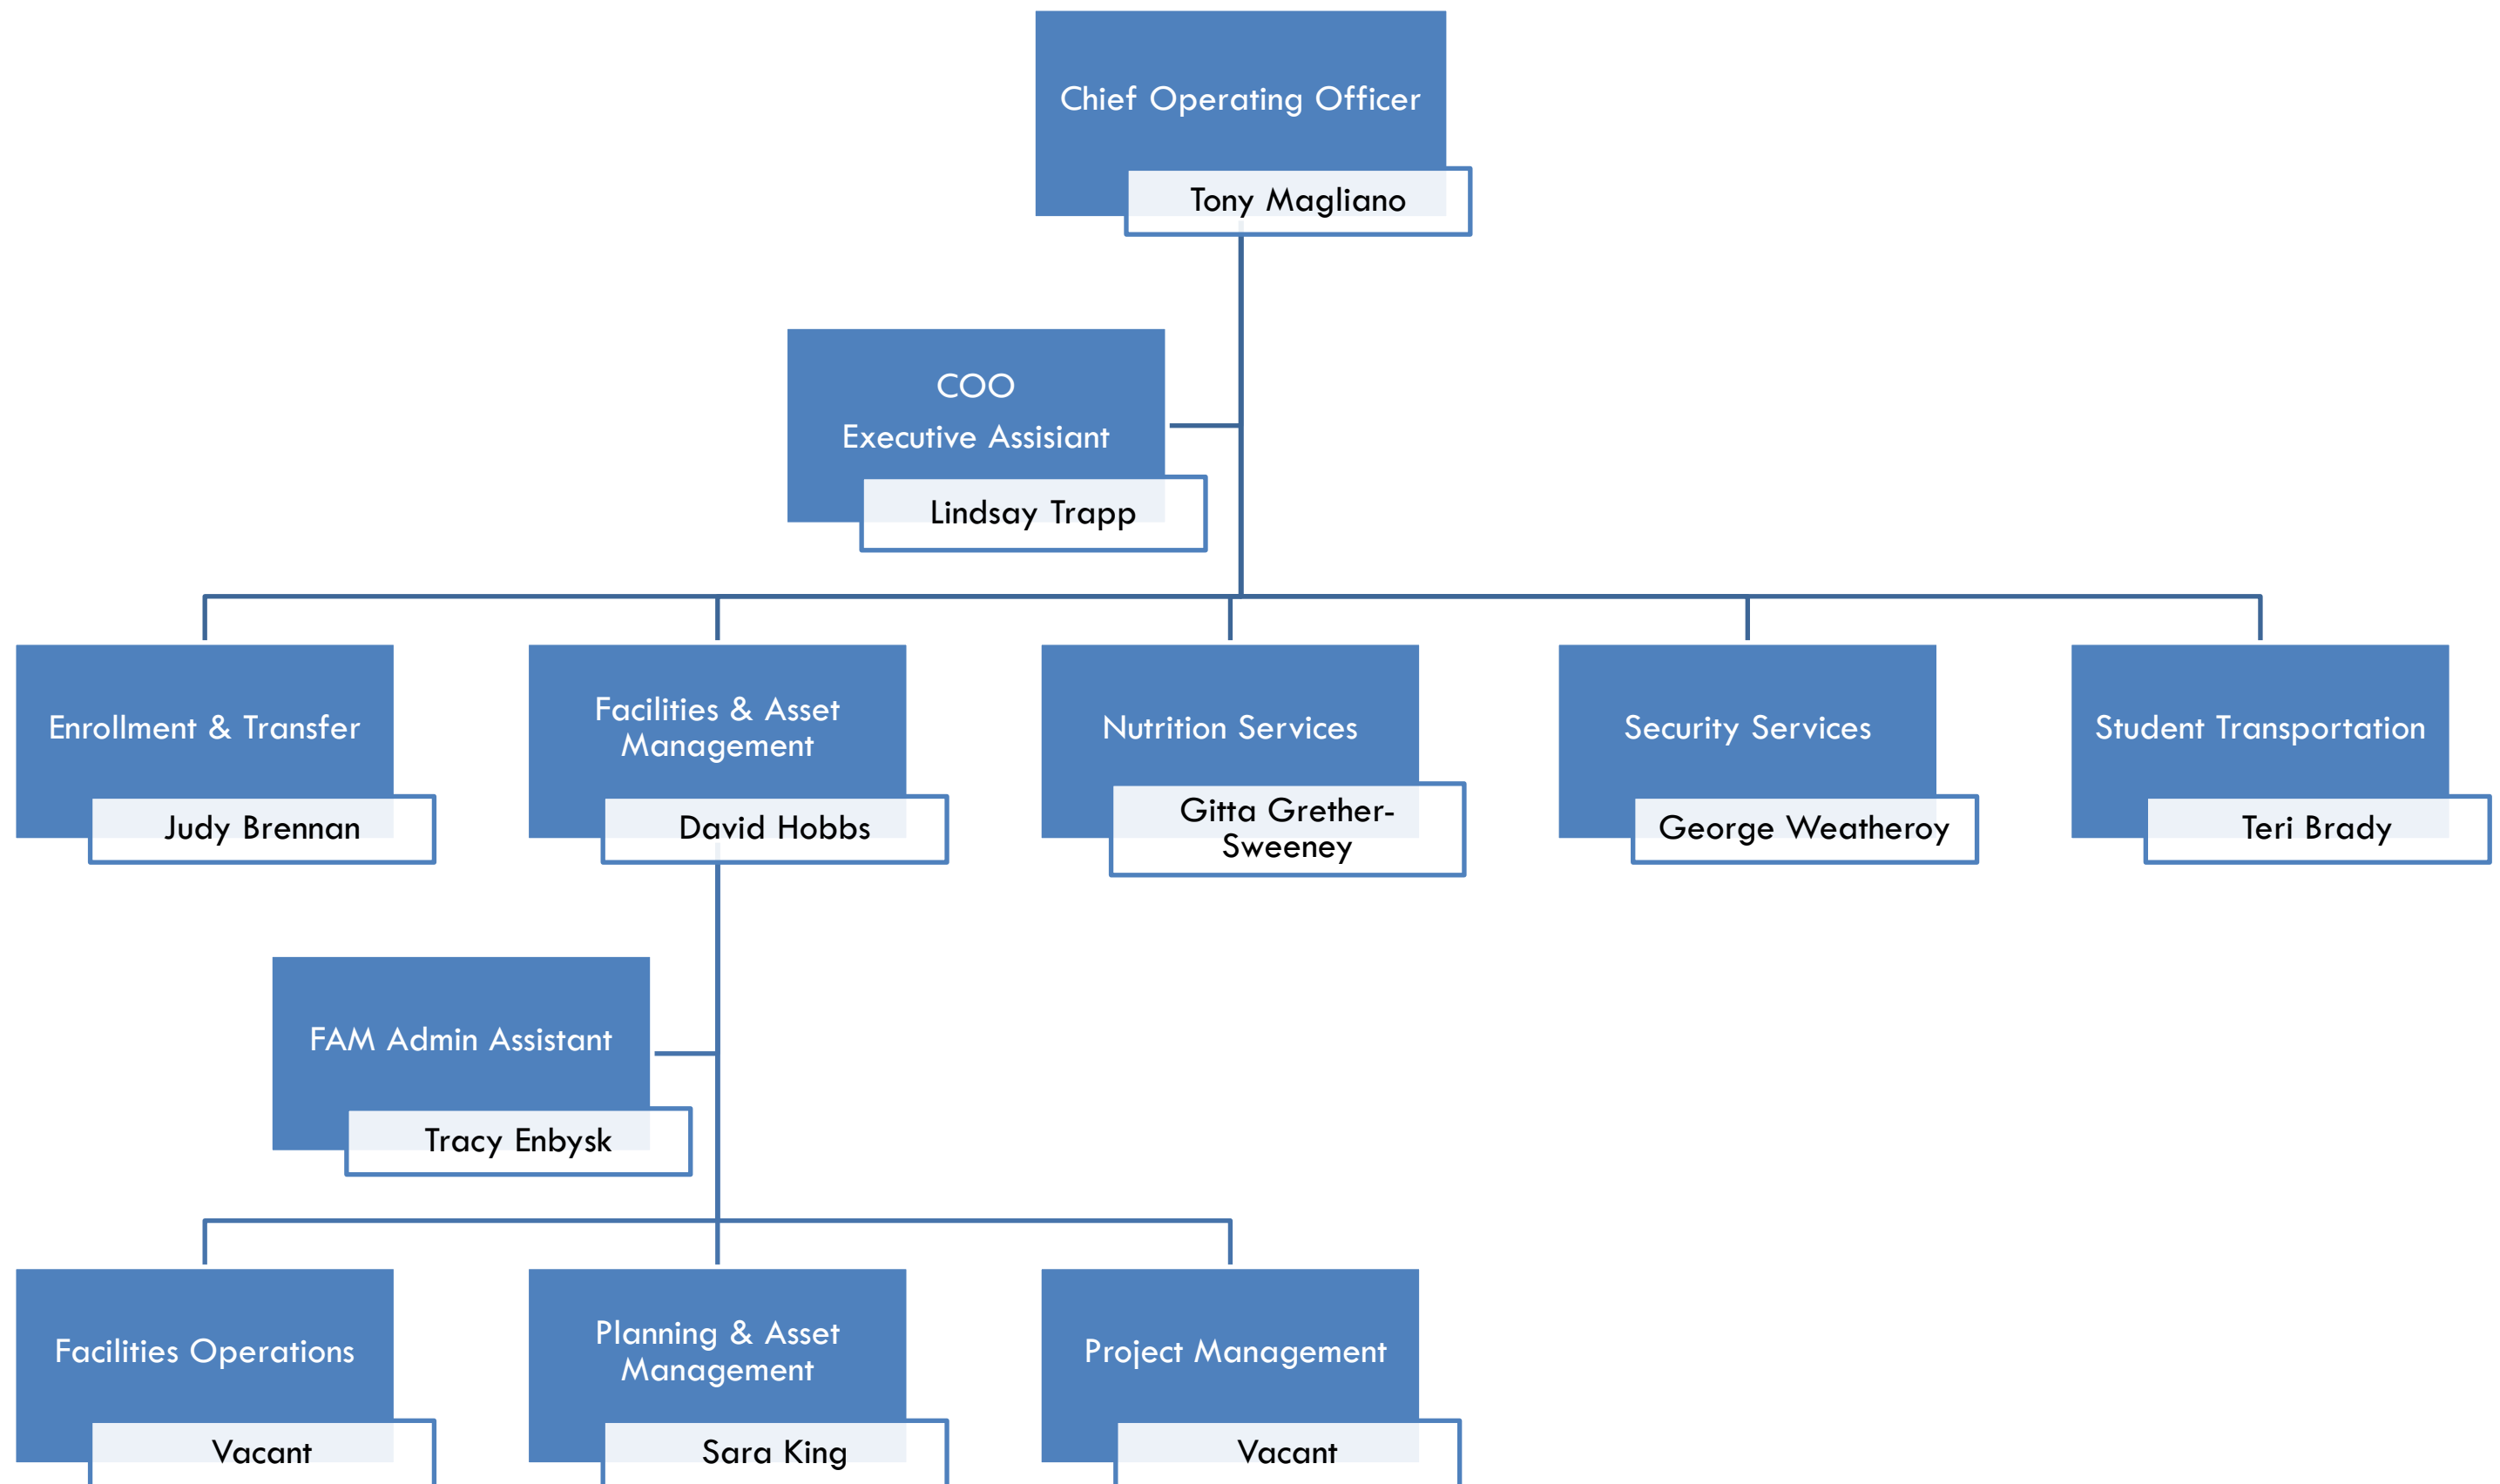 Chief Operating Officer
Tony Magliano
COO
Executive Assisiant
Lindsay Trapp
Enrollment & Transfer
Judy Brennan
Facilities & Asset
Management
David Hobbs
Nutrition Services
Gitta Grether-
Sweeney
Security Services
George Weatheroy
Student Transportation
Teri Brady
FAM Admin Assistant
Tracy Enbysk
Facilities Operations
Vacant
Planning & Asset
Management
Sara King
Project Management
Vacant